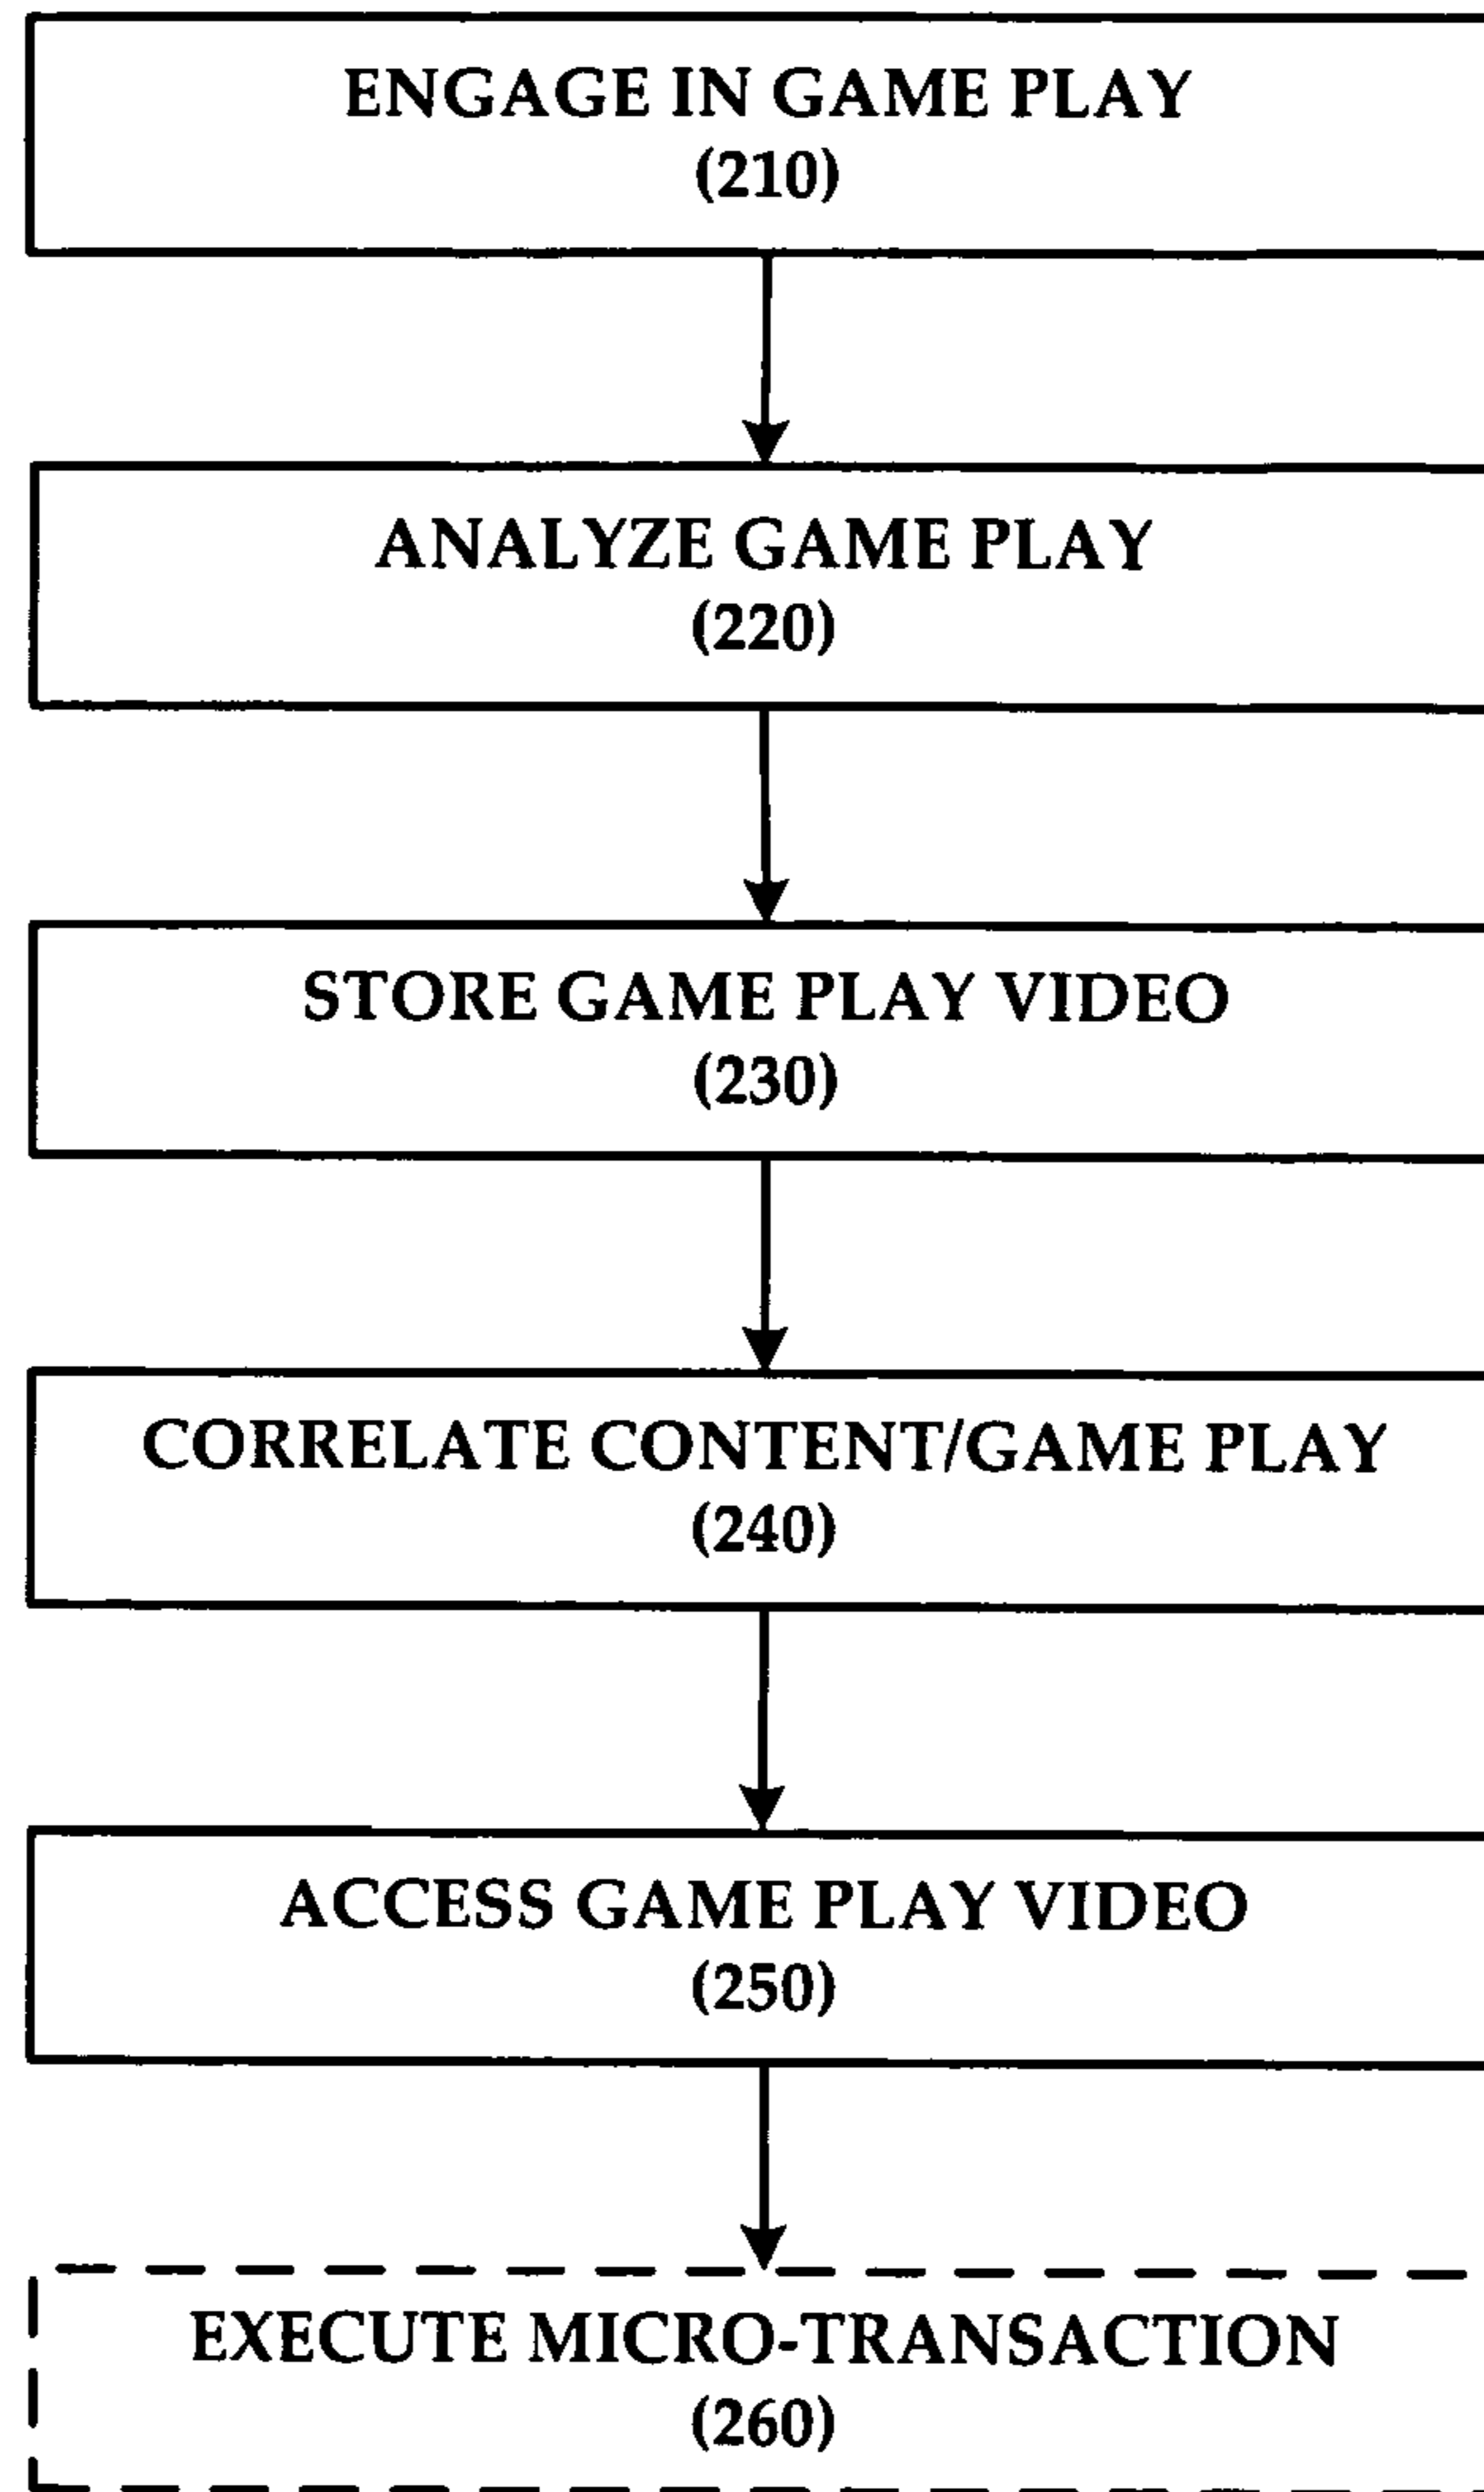 ENGAGE IN GAME PLAY
(210)
ANALYZE GAME PLAY
(220)
STORE GAME PLAY VIDEO
(230)
CORRELATE CONTENT/GAME PLAY
(240)
ACCESS GAME PLAY VIDEO
(250)
EXECUTE MICRO-TRANSACTION
(260)